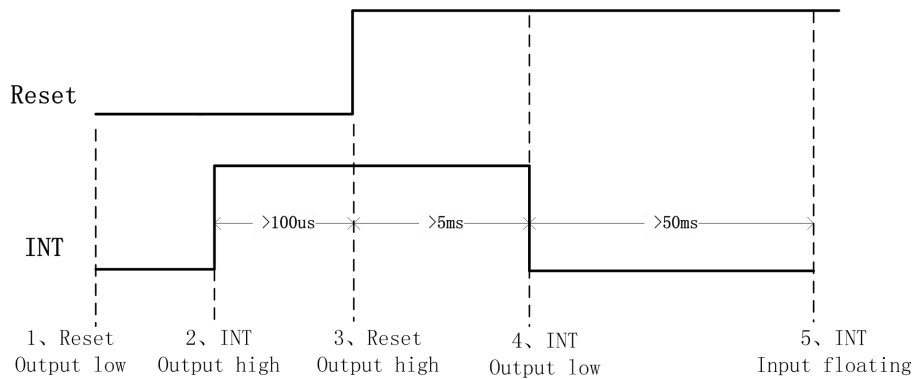 Reset
>100us
>5ms
>50ms
INT
1、Reset
Output low
2、INT
Output high
3、Reset
Output high
4、INT
Output low
5、INT
Input floating